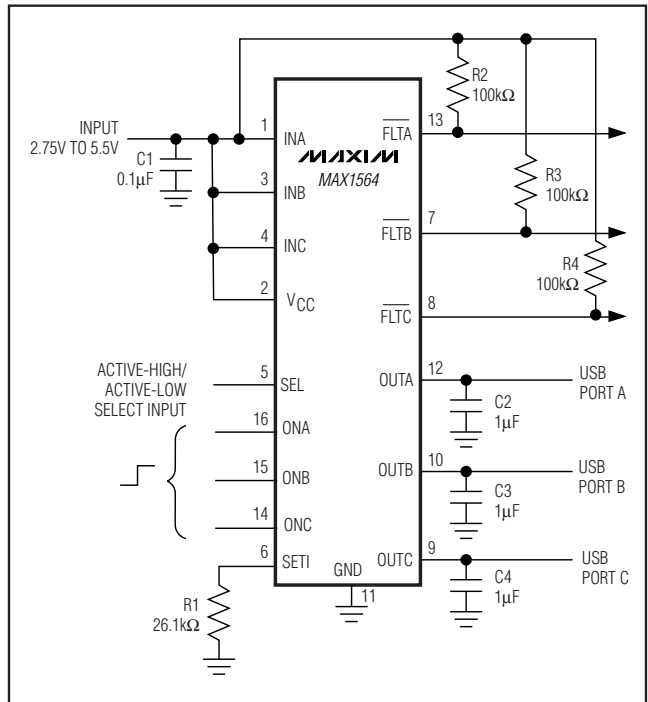 R2
100kΩ
INPUT
2.75V TO 5.5V
C1
0.1μF
1
INA
MAXIM
MAX1564
13
FLTA
3
INB
R3
100kΩ
4
INC
7
FLTB
R4
100kΩ
2
VCC
8
FLTC
ACTIVE-HIGH/
ACTIVE-LOW
SELECT INPUT
5
SEL
12
OUTA
USB
PORT A
C2
1μF
16
ONA
15
ONB
10
OUTB
USB
PORT B
C3
1μF
14
ONC
6
SETI
9
OUTC
USB
PORT C
GND
11
C4
1μF
R1
26.1kΩ